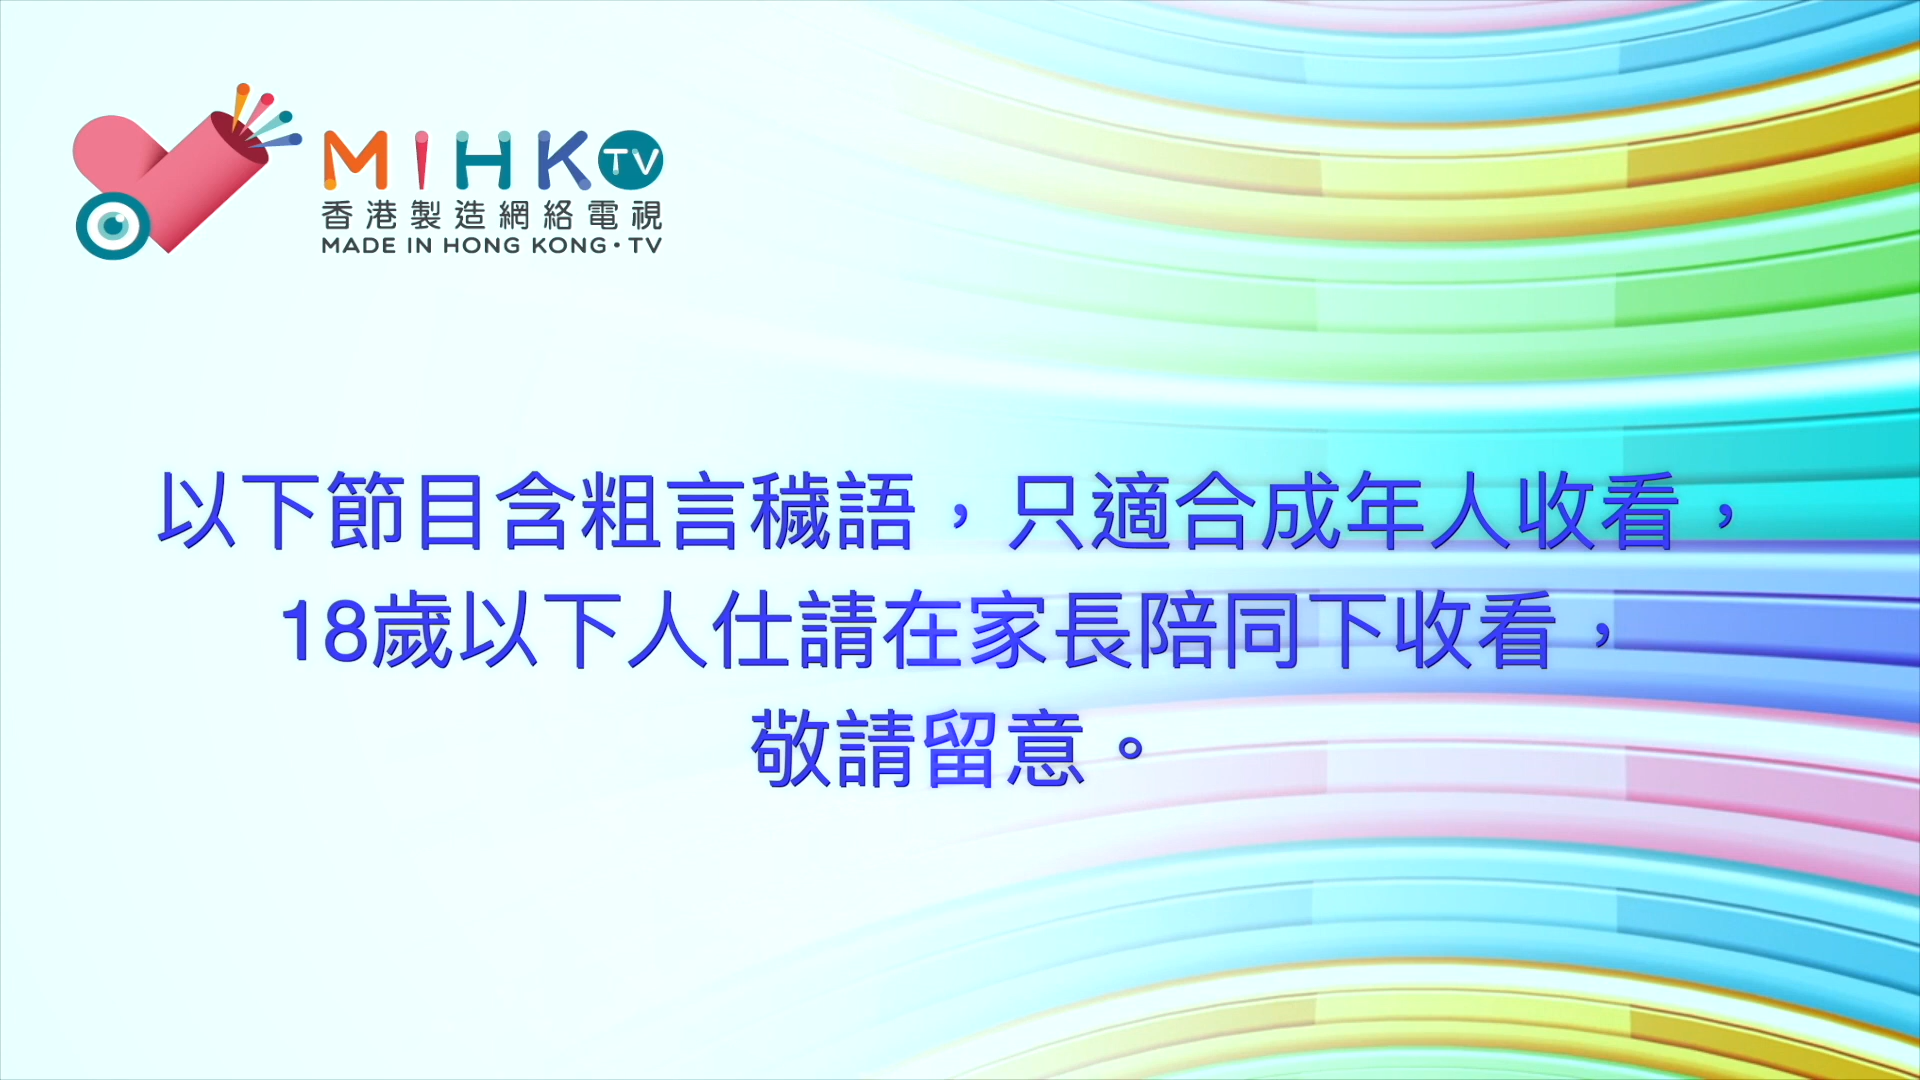 MIHK TV
香港製造網絡電視
MADE IN HONG KONG・TV
以下節目含粗言穢語，只適合成年人收看，
18歲以下人仕請在家長陪同下收看，
敬請留意。